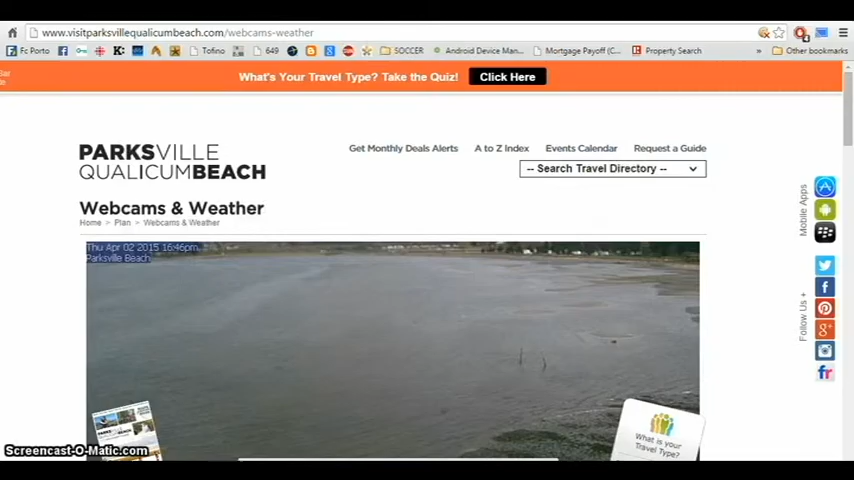 www.visitparksvillequalicumbeach.com/webcams-weather
Fc Porto
Tofino
649
SOCCER
Android Device Man...
Mortgage Payoff (C...
Property Search
»
Other bookmarks
Bar
te
What's Your Travel Type? Take the Quiz!
Click Here
PARKSVILLE
QUALICUMBEACH
Get Monthly Deals Alerts
A to Z Index
Events Calendar
Request a Guide
-- Search Travel Directory --
Webcams & Weather
Home > Plan > Webcams & Weather
Mobile Apps
Follow Us +
Thu Apr 02 2015 16:46pm
Parksville Beach
What is your
Travel Type?
Screencast-O-Matic.com